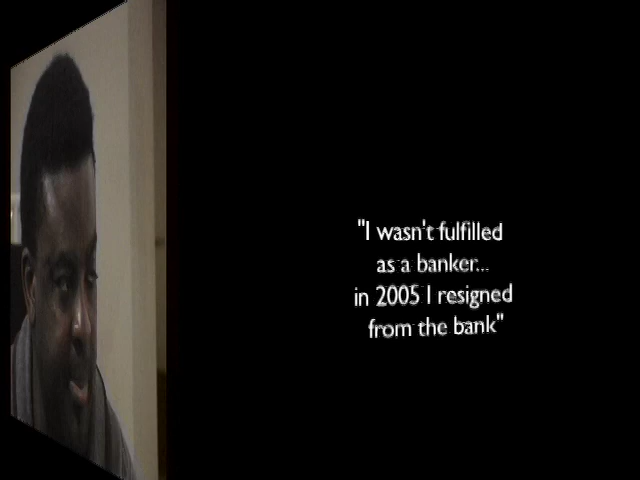 "I wasn't fulfilled
as a banker...
in 2005 I resigned
from the bank"